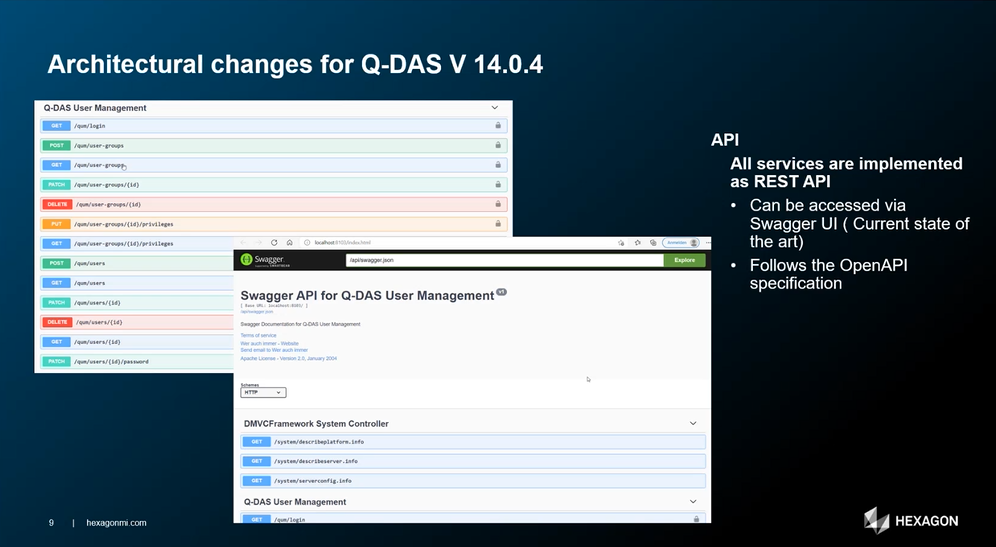 Architectural changes for Q-DAS V 14.0.4
Q-DAS User Management
GET /qum/login
POST /qum/user-groups
GET /qum/user-groups
PATCH /qum/user-groups/{id}
DELETE /qum/user-groups/{id}
PUT /qum/user-groups/{id}/privileges
GET /qum/user-groups/{id}/privileges
POST /qum/users
GET /qum/users
PATCH /qum/users/{id}
DELETE /qum/users/{id}
GET /qum/users/{id}
PATCH /qum/users/{id}/password
localhost:8103/index.html
Anmelden
Swagger
/api/swagger.json
Explore
Swagger API for Q-DAS User Management
/api/swagger.json
Swagger Documentation for Q-DAS User Management
Terms of service
Wer auch immer - Website
Send email to Wer auch immer
Apache License - Version 2.0, January 2004
Schemes
HTTP
DMVCFramework System Controller
GET /system/describeplatform.info
GET /system/describeserver.info
GET /system/serverconfig.info
Q-DAS User Management
GET /qum/login
API
All services are implemented
as REST API
• Can be accessed via
Swagger UI ( Current state of
the art)
• Follows the OpenAPI
specification
9 | hexagonmi.com
HEXAGON